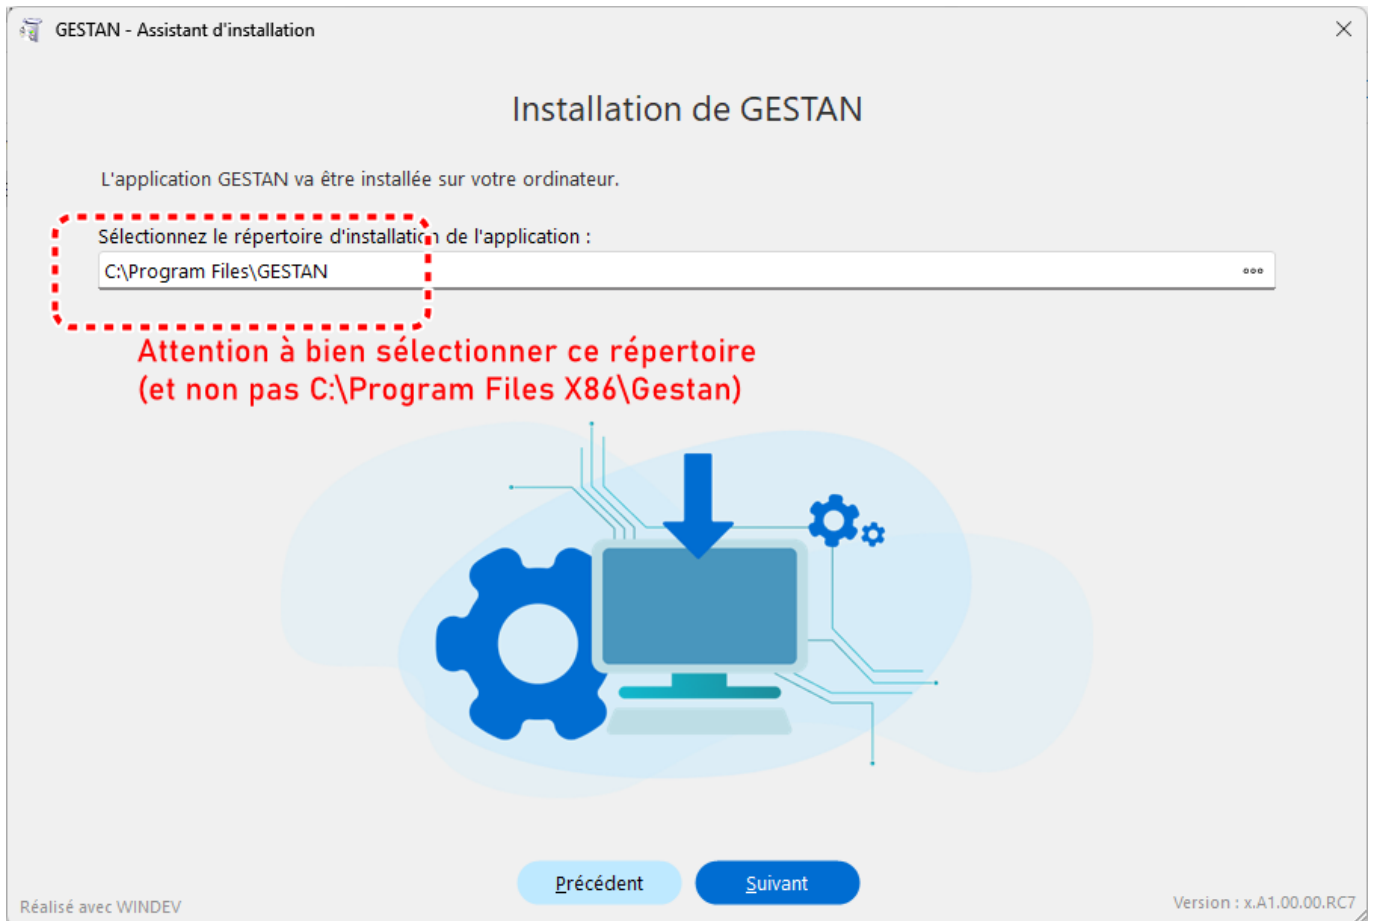 GESTAN - Assistant d'installation
Installation de GESTAN
L'application GESTAN va être installée sur votre ordinateur.
Sélectionnez le répertoire d'installation de l'application :
C:\Program Files\GESTAN
Attention à bien sélectionner ce répertoire
(et non pas C:\Program Files X86\Gestan)
Précédent
Suivant
Réalisé avec WINDEV
Version : x.A1.00.00.RC7